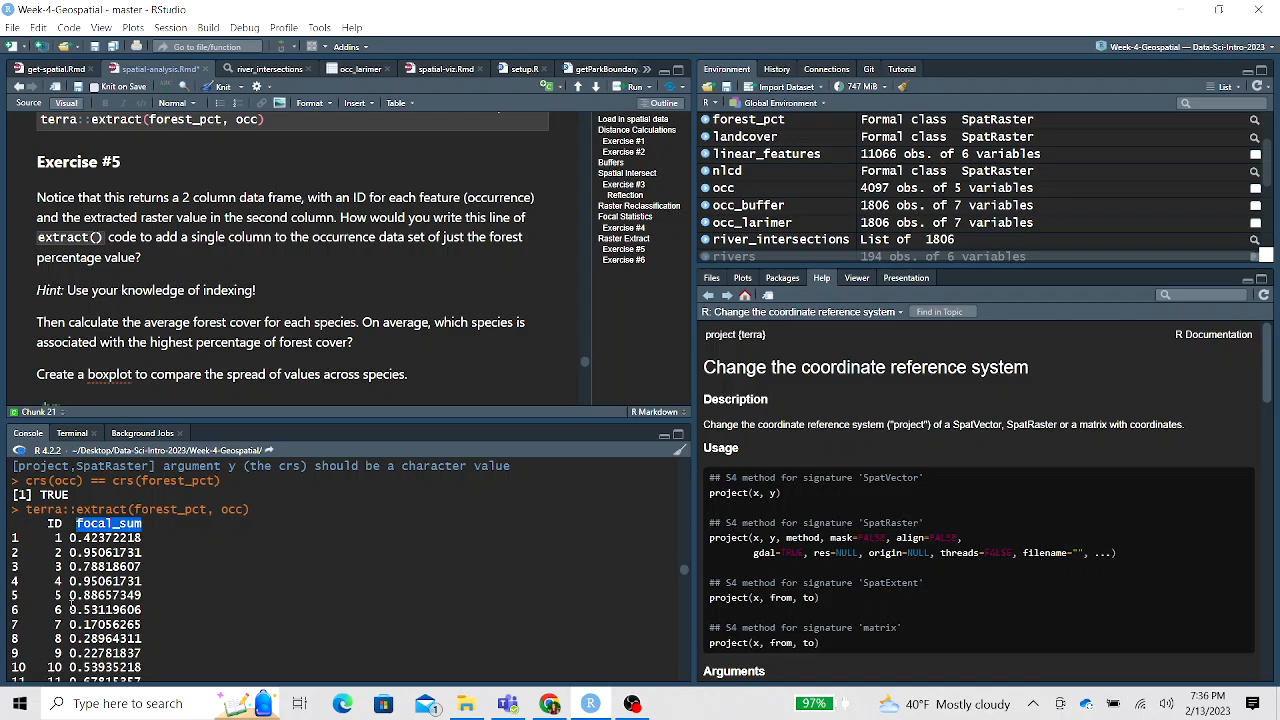 Week-4-Geospatial - master - RStudio
File Edit Code View Plots Session Build Debug Profile Tools Help
Go to file/function
Addins
Week-4-Geospatial — Data-Sci-Intro-2023
get-spatial.Rmd
spatial-analysis.Rmd*
river_intersections
occ_larimer
spatial-viz.Rmd
setup.R
getParkBoundary
Knit on Save
Knit
Run
Source Visual
B I
Normal
Format Insert Table
Outline
terra::extract(forest_pct, occ)
Exercise #5
Notice that this returns a 2 column data frame, with an ID for each feature (occurrence)
and the extracted raster value in the second column. How would you write this line of
extract() code to add a single column to the occurrence data set of just the forest
percentage value?
Hint: Use your knowledge of indexing!
Then calculate the average forest cover for each species. On average, which species is
associated with the highest percentage of forest cover?
Create a boxplot to compare the spread of values across species.
Load in spatial data
Distance Calculations
Exercise #1
Exercise #2
Buffers
Spatial Intersect
Exercise #3
Reflection
Raster Reclassification
Focal Statistics
Exercise #4
Raster Extract
Exercise #5
Exercise #6
Chunk 21
R Markdown
Console Terminal Background Jobs
R 4.2.2 · ~/Desktop/Data-Sci-Intro-2023/Week-4-Geospatial/
[project,SpatRaster] argument y (the crs) should be a character value
> crs(occ) == crs(forest_pct)
[1] TRUE
> terra::extract(forest_pct, occ)
ID focal_sum
1 1 0.42372218
2 2 0.95061731
3 3 0.78818607
4 4 0.95061731
5 5 0.88657349
6 6 0.53119606
7 7 0.17056265
8 8 0.28964311
9 9 0.22781837
10 10 0.53935218
11 11 0.67815357
Environment History Connections Git Tutorial
Import Dataset
747 MiB
List
R
Global Environment
forest_pct Formal class SpatRaster
landcover Formal class SpatRaster
linear_features 11066 obs. of 6 variables
nlcd Formal class SpatRaster
occ 4097 obs. of 5 variables
occ_buffer 1806 obs. of 7 variables
occ_larimer 1806 obs. of 7 variables
river_intersections List of 1806
rivers 194 obs. of 6 variables
Files Plots Packages Help Viewer Presentation
R: Change the coordinate reference system
Find in Topic
project {terra}
R Documentation
Change the coordinate reference system
Description
Change the coordinate reference system ("project") of a SpatVector, SpatRaster or a matrix with coordinates.
Usage
## S4 method for signature 'SpatVector'
project(x, y)
## S4 method for signature 'SpatRaster'
project(x, y, method, mask=FALSE, align=FALSE,
gdal=TRUE, res=NULL, origin=NULL, threads=FALSE, filename="", ...)
## S4 method for signature 'SpatExtent'
project(x, from, to)
## S4 method for signature 'matrix'
project(x, from, to)
Arguments
Type here to search
97%
40°F Mostly cloudy
7:36 PM
2/13/2023